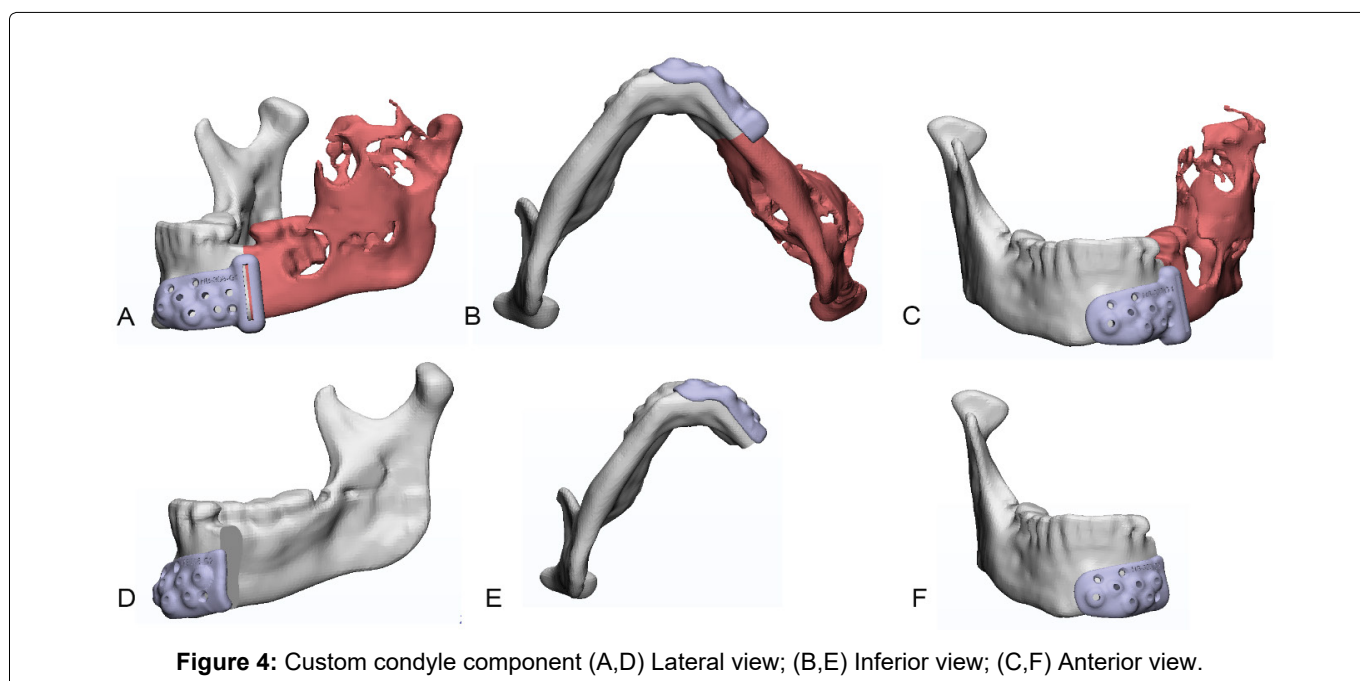 A
B
C
D
E
F
Figure 4: Custom condyle component (A,D) Lateral view; (B,E) Inferior view; (C,F) Anterior view.